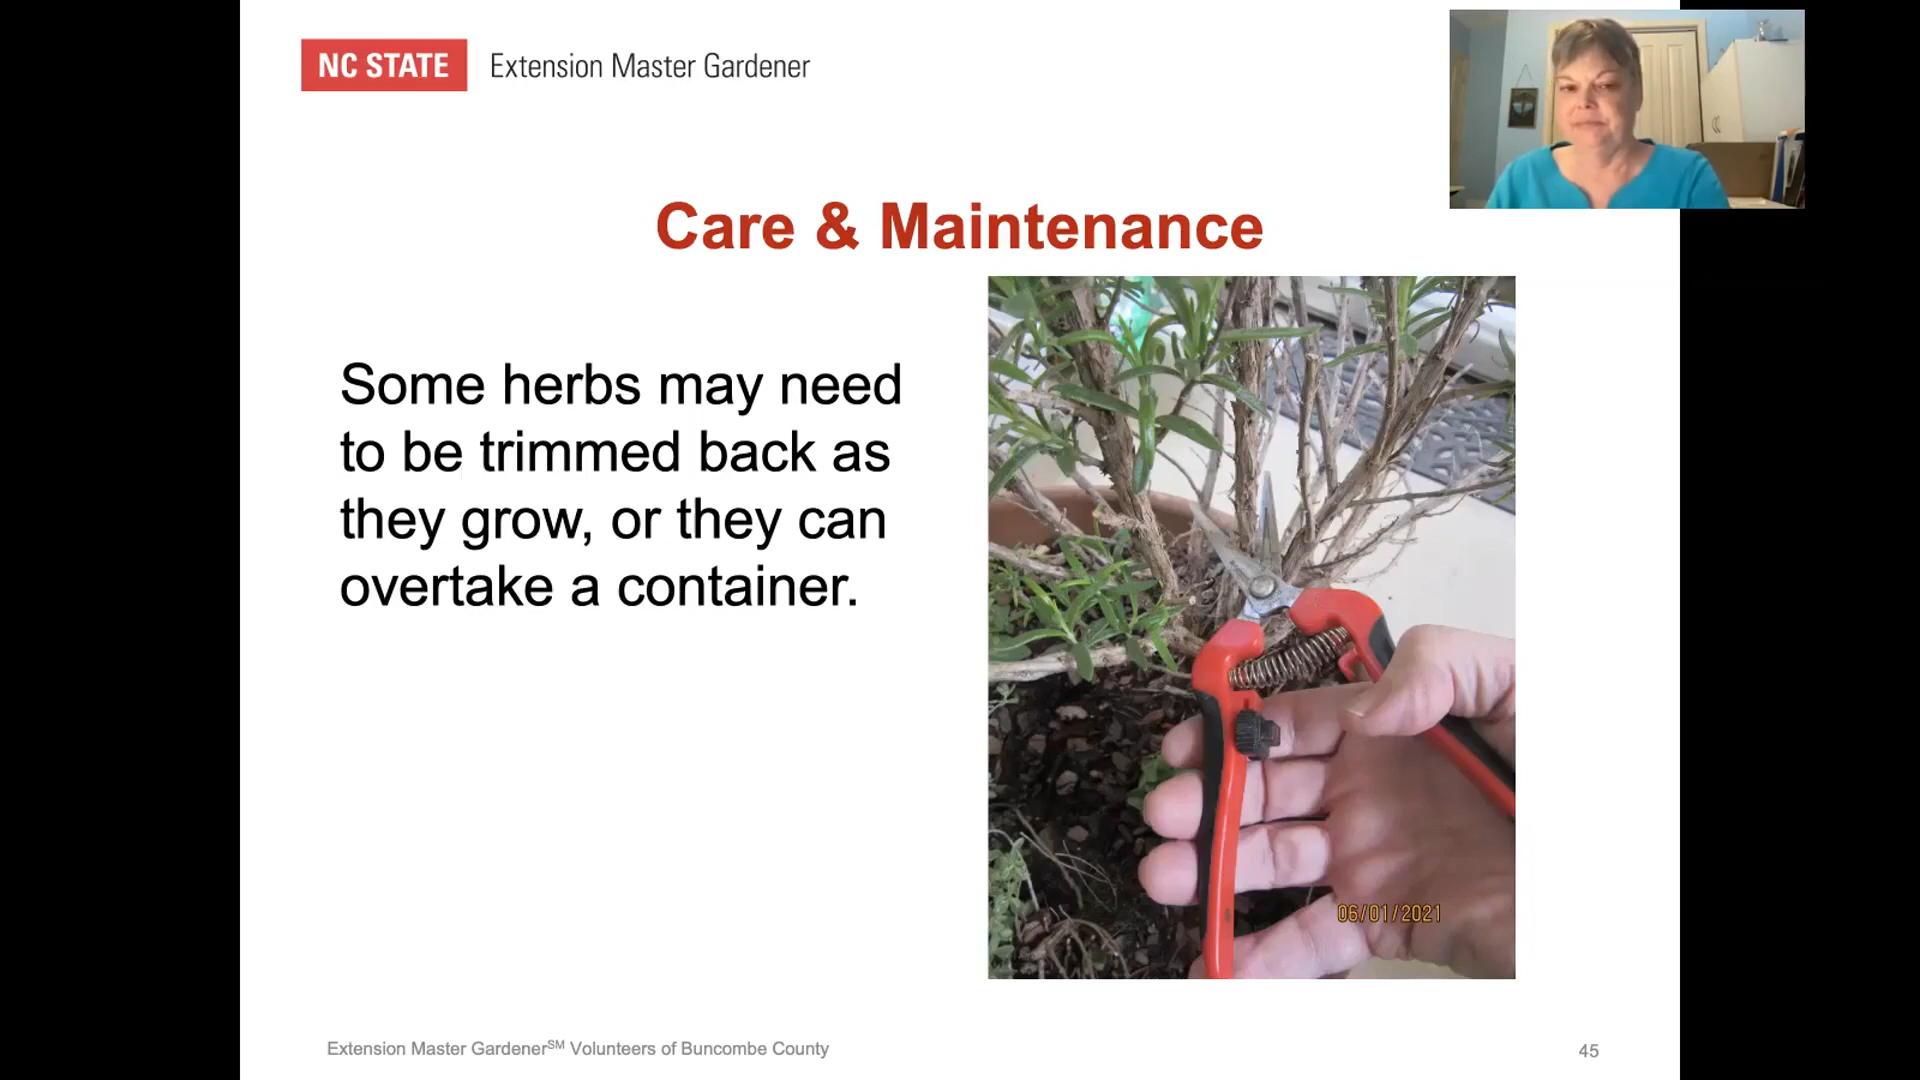 NC STATE Extension Master Gardener
Care & Maintenance
Some herbs may need
to be trimmed back as
they grow, or they can
overtake a container.
06/01/2021
Extension Master Gardener℠ Volunteers of Buncombe County
45